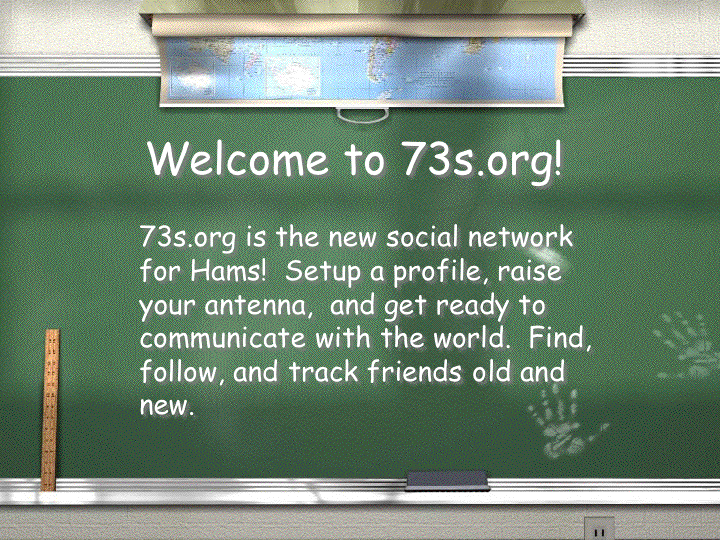 Welcome to 73s.org!
73s.org is the new social network
for Hams!  Setup a profile, raise
your antenna,  and get ready to
communicate with the world.  Find,
follow, and track friends old and
new.